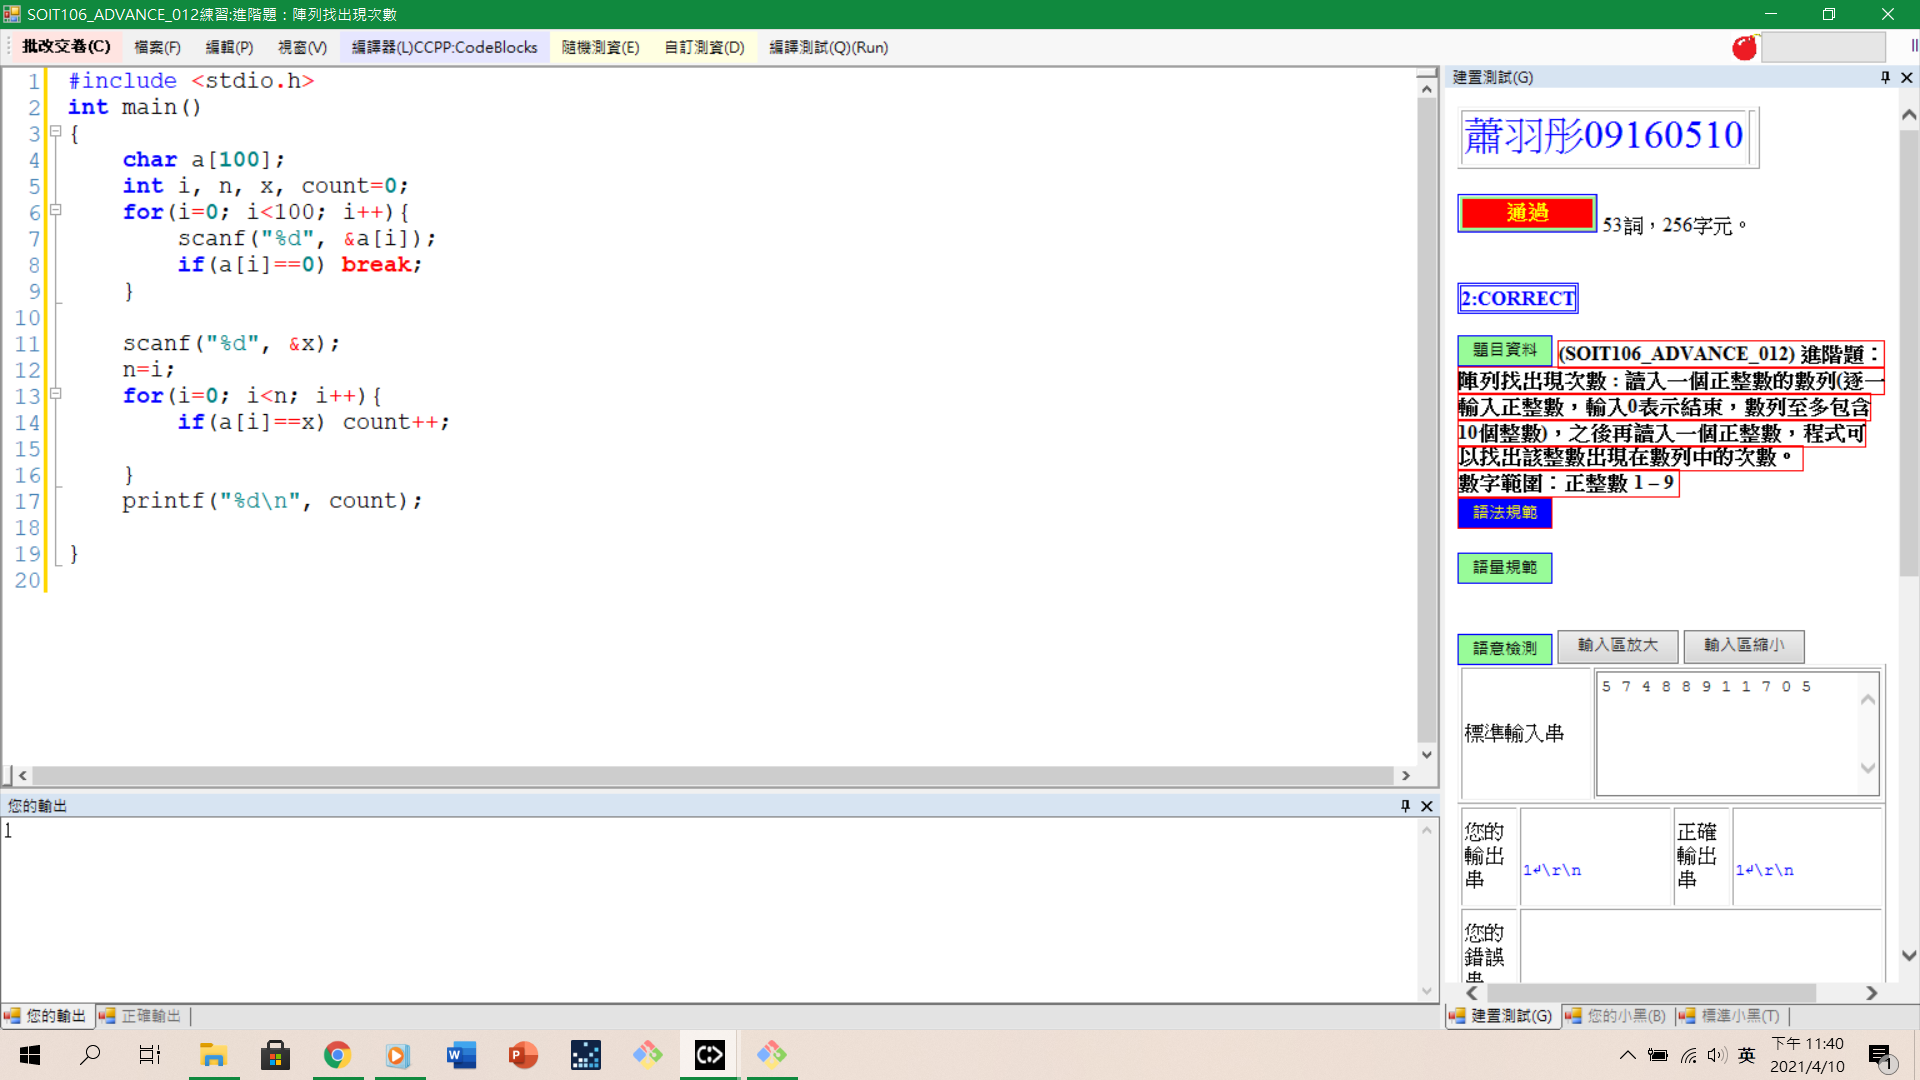 SOIT106_ADVANCE_012練習:進階題：陣列找出現次數
批改交卷(C) 檔案(F) 編輯(P) 視窗(V) 編譯器(L)CCPP:CodeBlocks 隨機測資(E) 自訂測資(D) 編譯測試(Q)(Run)
1 #include <stdio.h>
2 int main()
3 {
4 char a[100];
5 int i, n, x, count=0;
6 for(i=0; i<100; i++){
7 scanf("%d", &a[i]);
8 if(a[i]==0) break;
9 }
10
11 scanf("%d", &x);
12 n=i;
13 for(i=0; i<n; i++){
14 if(a[i]==x) count++;
15
16 }
17 printf("%d\n", count);
18
19 }
20
您的輸出
1
您的輸出 正確輸出
建置測試(G)
蕭羽彤09160510
通過 53詞，256字元。
2:CORRECT
題目資料 (SOIT106_ADVANCE_012) 進階題：
陣列找出現次數：讀入一個正整數的數列(逐一
輸入正整數，輸入0表示結束，數列至多包含
10個整數)，之後再讀入一個正整數，程式可
以找出該整數出現在數列中的次數。
數字範圍：正整數 1 – 9
語法規範
語量規範
語意檢測 輸入區放大 輸入區縮小
標準輸入串
5 7 4 8 8 9 1 1 7 0 5
您的輸出串
1↲\r\n
正確輸出串
1↲\r\n
您的錯誤串
建置測試(G) 您的小黑(B) 標準小黑(T)
英
下午 11:40
2021/4/10
1